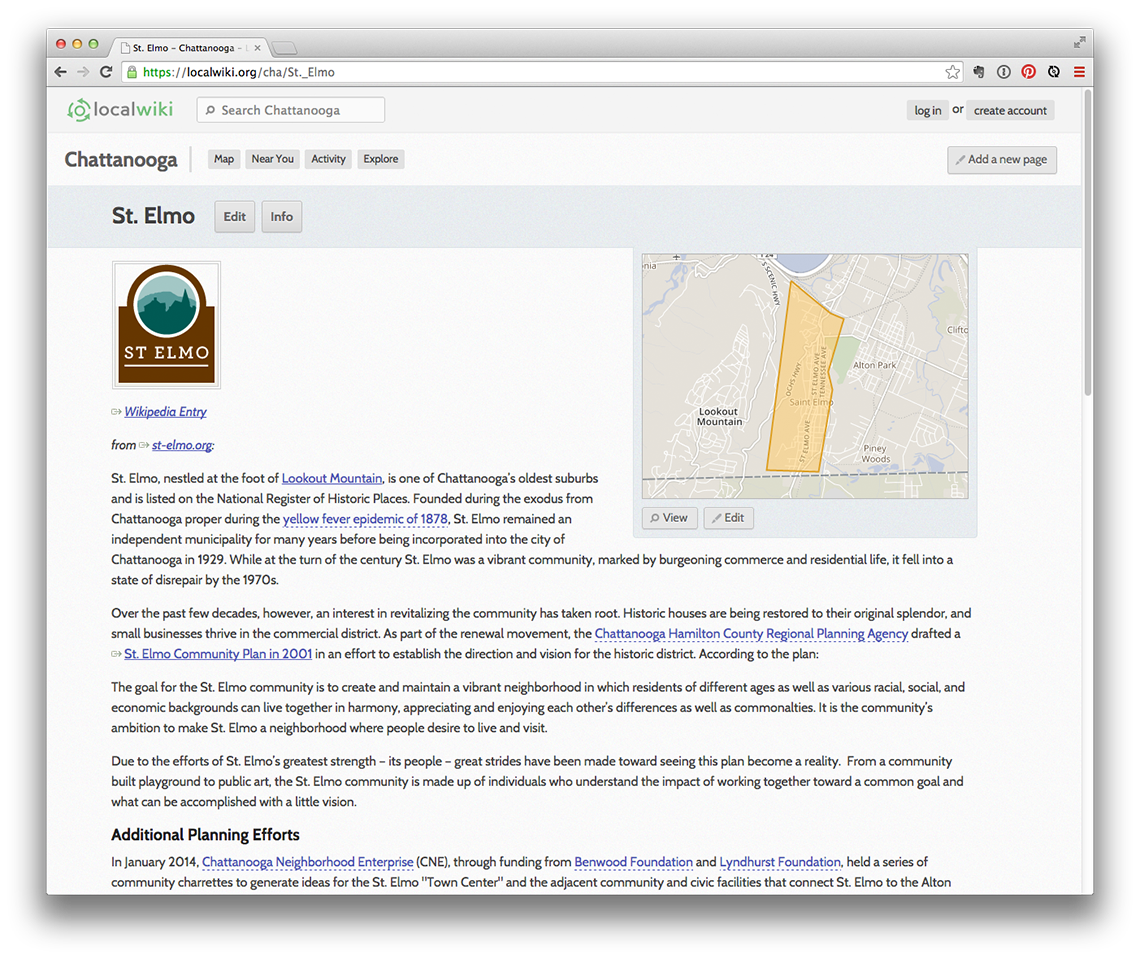 St. Elmo – Chattanooga –
https://localwiki.org/cha/St._Elmo
localwiki
Search Chattanooga
log in or create account
Chattanooga
Map
Near You
Activity
Explore
Add a new page
St. Elmo
Edit
Info
ST ELMO
S SCENIC HWY
Clifto
Alton Park
OCHS HWY
ST ELMO AVE
TENNESSEE AVE
Saint Elmo
Lookout
Mountain
ST ELMO AVE
Piney
Woods
View
Edit
Wikipedia Entry
from st-elmo.org:
St. Elmo, nestled at the foot of Lookout Mountain, is one of Chattanooga's oldest suburbs
and is listed on the National Register of Historic Places. Founded during the exodus from
Chattanooga proper during the yellow fever epidemic of 1878, St. Elmo remained an
independent municipality for many years before being incorporated into the city of
Chattanooga in 1929. While at the turn of the century St. Elmo was a vibrant community, marked by burgeoning commerce and residential life, it fell into a
state of disrepair by the 1970s.
Over the past few decades, however, an interest in revitalizing the community has taken root. Historic houses are being restored to their original splendor, and
small businesses thrive in the commercial district. As part of the renewal movement, the Chattanooga Hamilton County Regional Planning Agency drafted a
St. Elmo Community Plan in 2001 in an effort to establish the direction and vision for the historic district. According to the plan:
The goal for the St. Elmo community is to create and maintain a vibrant neighborhood in which residents of different ages as well as various racial, social, and
economic backgrounds can live together in harmony, appreciating and enjoying each other's differences as well as commonalties. It is the community's
ambition to make St. Elmo a neighborhood where people desire to live and visit.
Due to the efforts of St. Elmo's greatest strength – its people – great strides have been made toward seeing this plan become a reality. From a community
built playground to public art, the St. Elmo community is made up of individuals who understand the impact of working together toward a common goal and
what can be accomplished with a little vision.
Additional Planning Efforts
In January 2014, Chattanooga Neighborhood Enterprise (CNE), through funding from Benwood Foundation and Lyndhurst Foundation, held a series of
community charrettes to generate ideas for the St. Elmo "Town Center" and the adjacent community and civic facilities that connect St. Elmo to the Alton